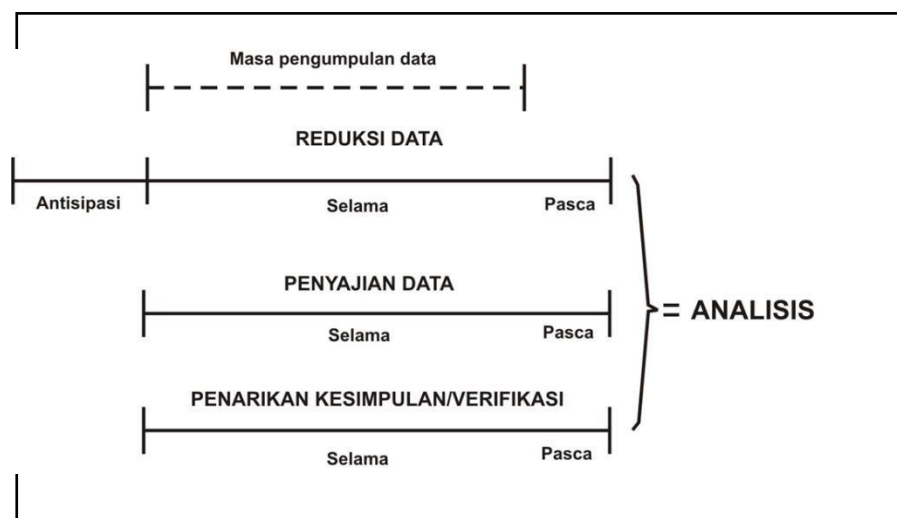 Masa pengumpulan data
REDUKSI DATA
Antisipasi Selama Pasca
PENYAJIAN DATA
Selama Pasca
= ANALISIS
PENARIKAN KESIMPULAN/VERIFIKASI
Selama Pasca